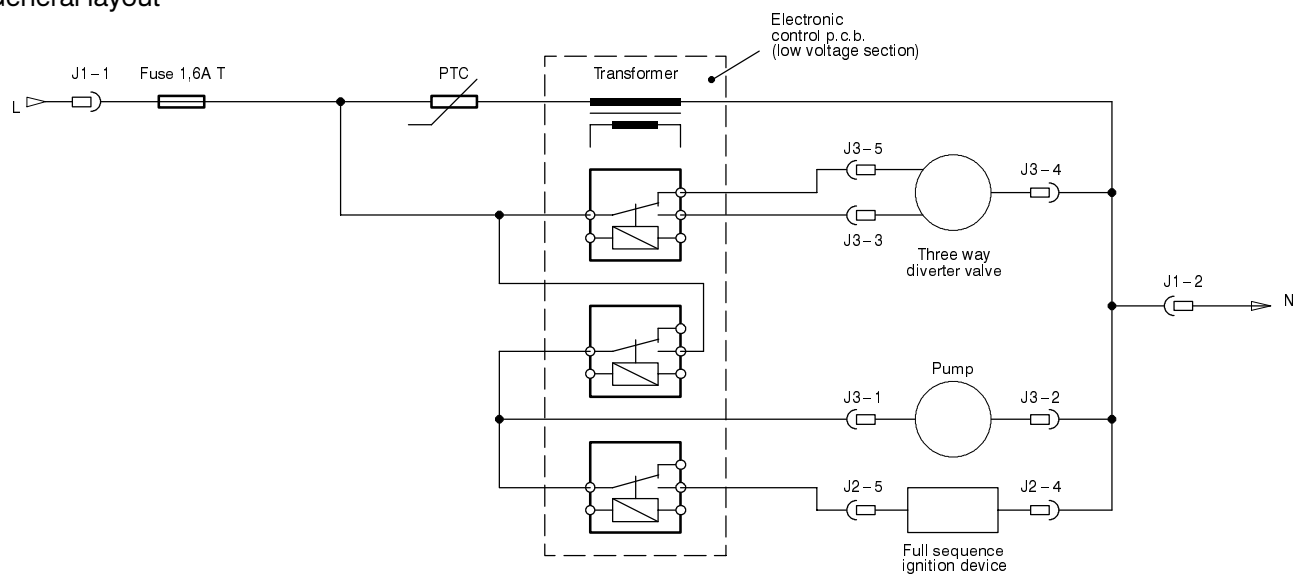 General layout
Electronic
control p.c.b.
(low voltage section)
J1-1
Fuse 1,6A T
PTC
Transformer
L
J3-5
J3-4
J3-3
Three way
diverter valve
J1-2
N
Pump
J3-1
J3-2
J2-5
J2-4
Full sequence
ignition device